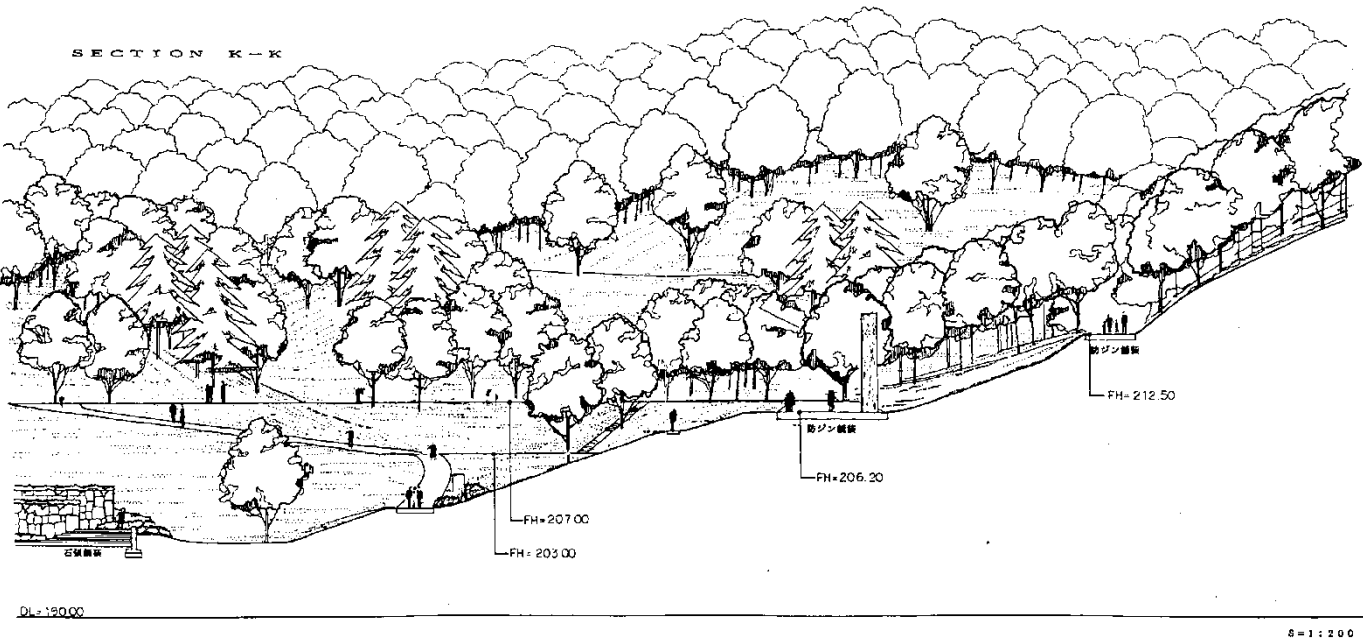 SECTION K-K
防ジン舗装
FH=212.50
防ジン舗装
FH=206.20
FH=207.00
FH=203.00
石張舗装
DL=190.00
S=1:200